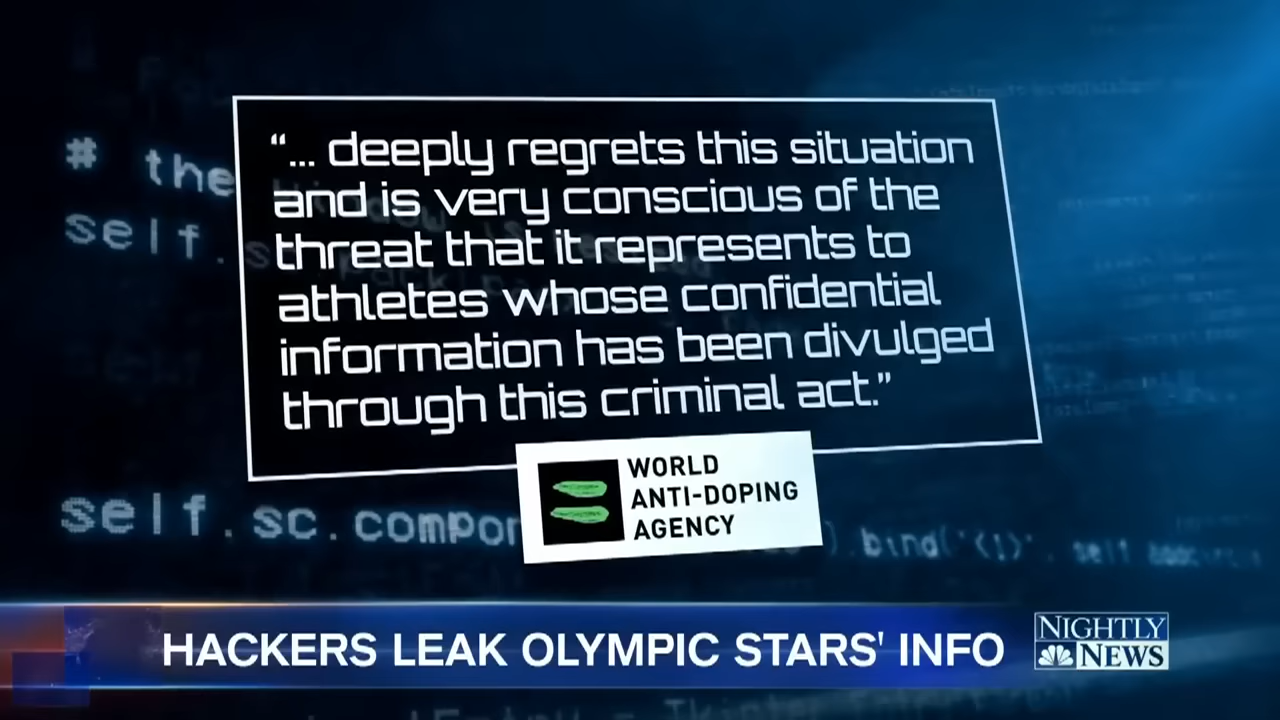 “... deeply regrets this situation
and is very conscious of the
threat that it represents to
athletes whose confidential
information has been divulged
through this criminal act.”
WORLD
ANTI-DOPING
AGENCY
# the
self.s
self.sc.compon
).bind('<1>', self
HACKERS LEAK OLYMPIC STARS' INFO
NIGHTLY
NEWS